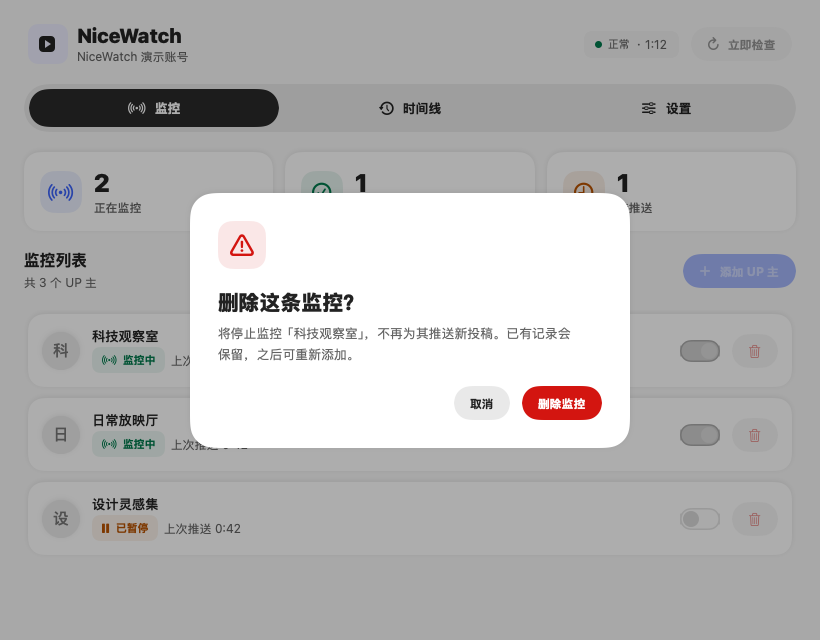 NiceWatch
NiceWatch 演示账号
正常 · 1:12
立即检查
监控
时间线
设置
2
正在监控
1
1
推送
监控列表
共 3 个 UP 主
添加 UP 主
删除这条监控?
将停止监控「科技观察室」,不再为其推送新投稿。已有记录会
保留,之后可重新添加。
取消
删除监控
科
科技观察室
监控中
上次
日
日常放映厅
监控中
上次推送
设
设计灵感集
已暂停
上次推送 0:42